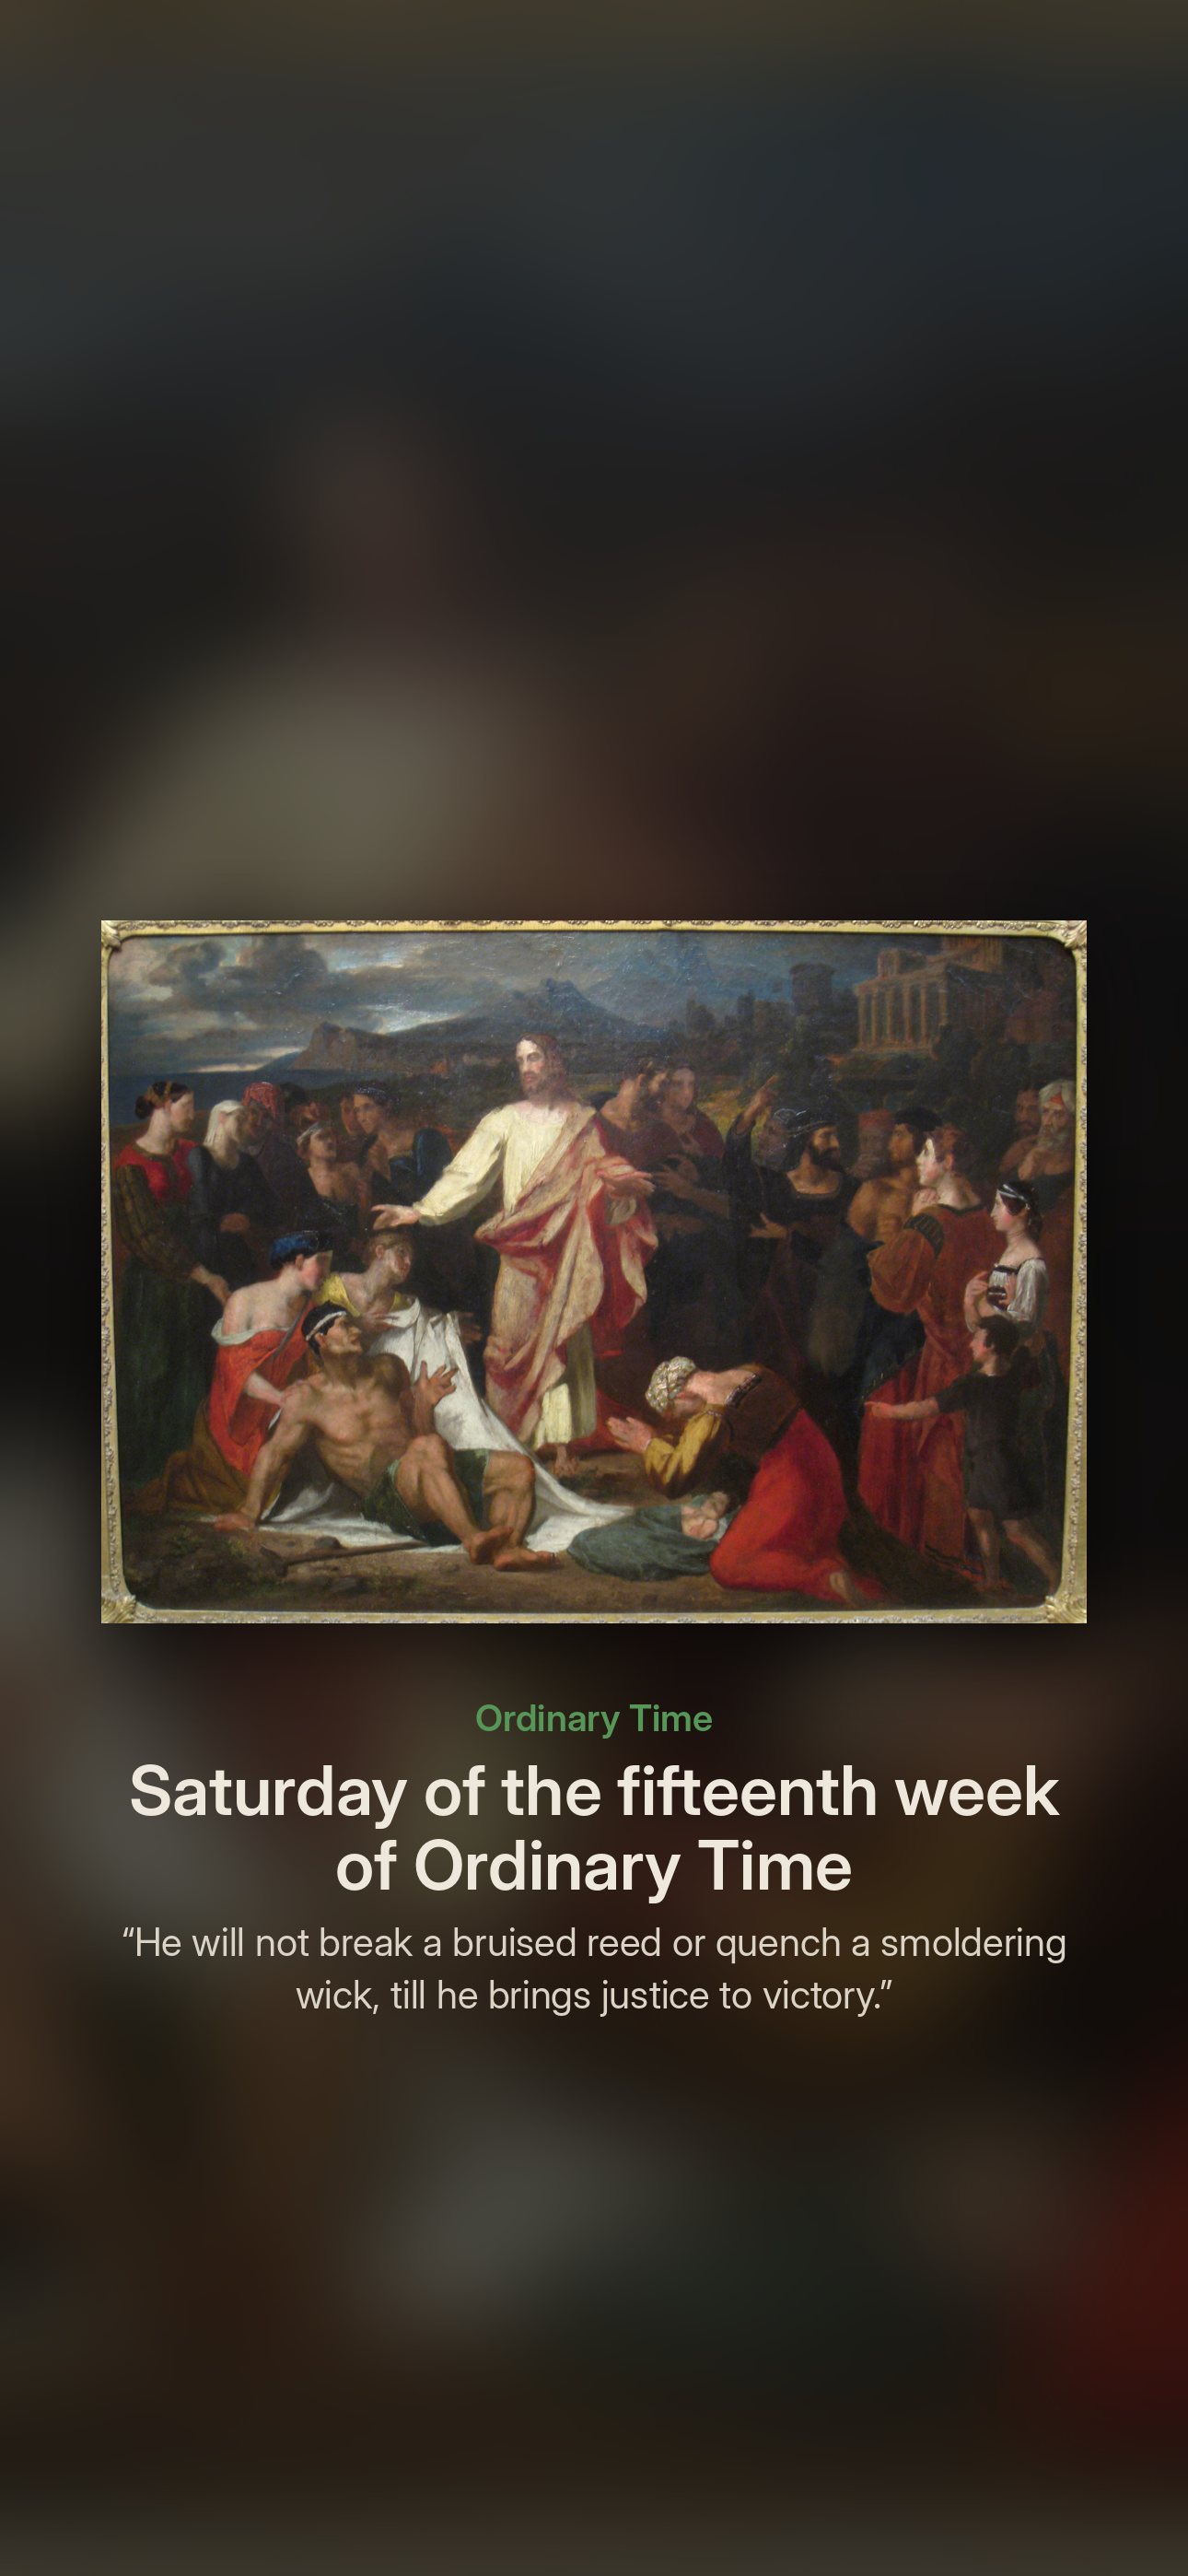 Ordinary Time
Saturday of the fifteenth week
of Ordinary Time
“He will not break a bruised reed or quench a smoldering
wick, till he brings justice to victory.”